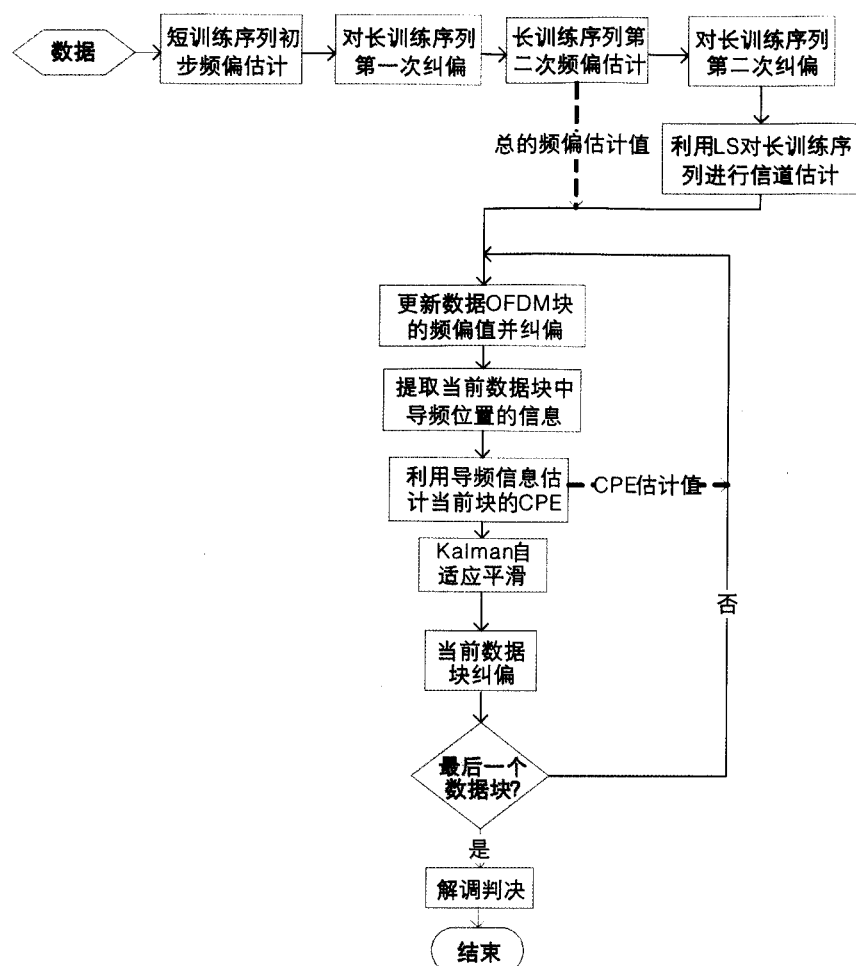 数据
短训练序列初
步频偏估计
对长训练序列
第一次纠偏
长训练序列第
二次频偏估计
对长训练序列
第二次纠偏
总的频偏估计值
利用LS对长训练序
列进行信道估计
更新数据OFDM块
的频偏值并纠偏
提取当前数据块中
导频位置的信息
利用导频信息估
计当前块的CPE
CPE估计值
Kalman自
适应平滑
否
当前数据
块纠偏
最后一个
数据块?
是
解调判决
结束